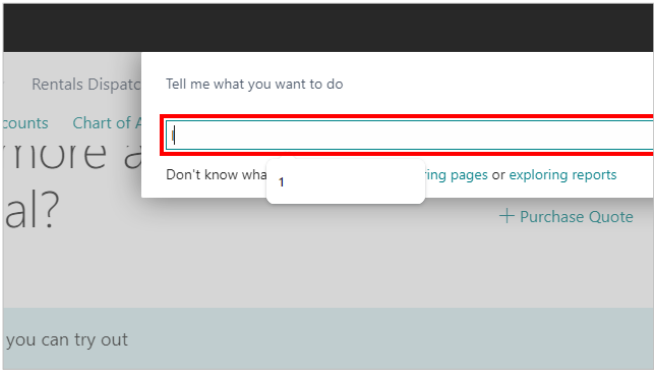 Rentals Dispatc
Tell me what you want to do
counts Chart of A
more a
Don't know wha ring pages or exploring reports
1
al?
+ Purchase Quote
you can try out